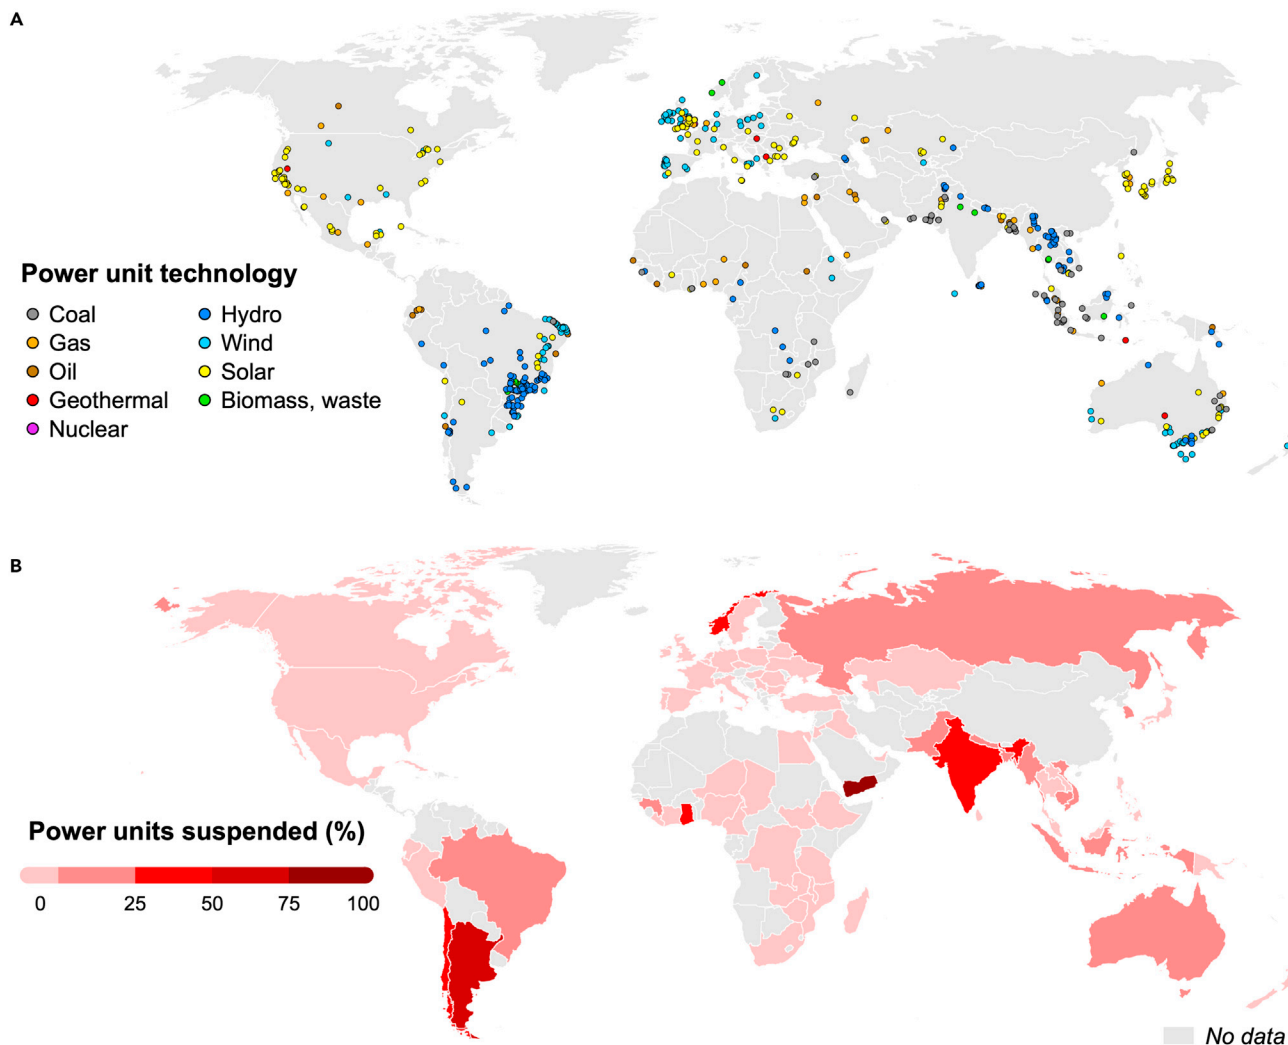 A
Power unit technology
Coal
Hydro
Gas
Wind
Oil
Solar
Geothermal
Biomass, waste
Nuclear
B
Power units suspended (%)
0 25 50 75 100
No data